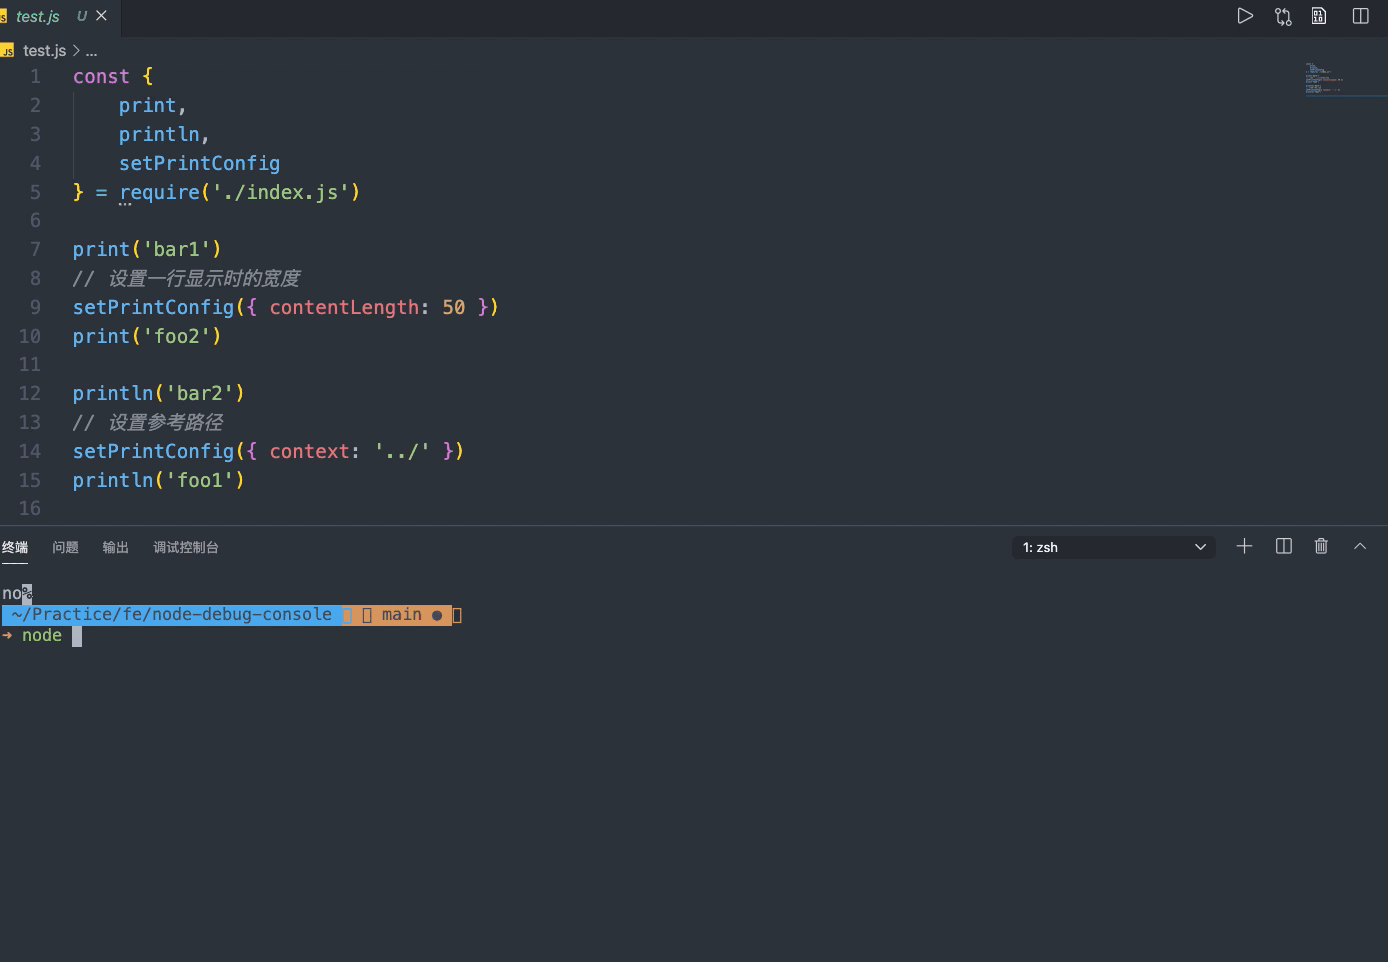 JS test.js U
JS test.js > ...
1 const {
2 print,
3 println,
4 setPrintConfig
5 } = require('./index.js')
6
7 print('bar1')
8 // 设置一行显示时的宽度
9 setPrintConfig({ contentLength: 50 })
10 print('foo2')
11
12 println('bar2')
13 // 设置参考路径
14 setPrintConfig({ context: '../' })
15 println('foo1')
16
终端 问题 输出 调试控制台 1: zsh
no%
~/Practice/fe/node-debug-console main ●
➜ node